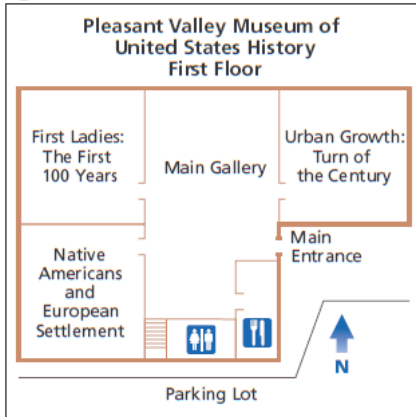 Pleasant Valley Museum of
United States History
First Floor
First Ladies:
The First
100 Years
Main Gallery
Urban Growth:
Turn of
the Century
Native
Americans
and
European
Settlement
Main
Entrance
N
Parking Lot